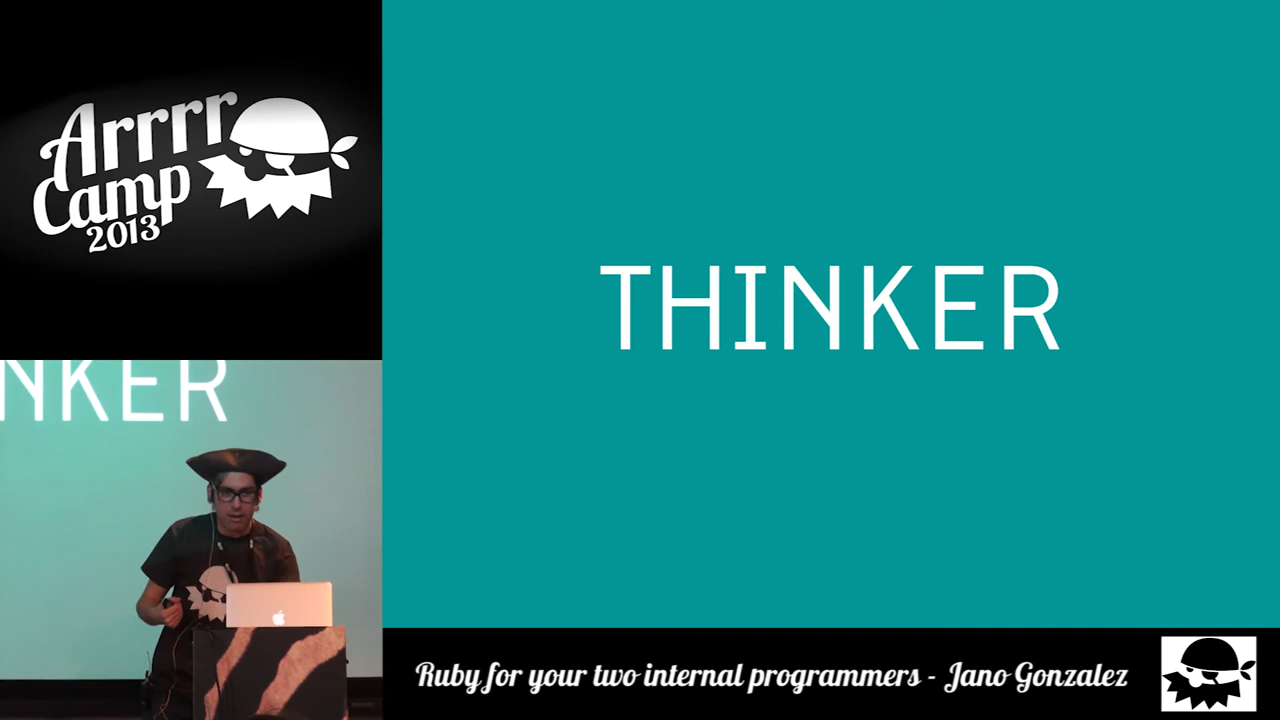 Arrrr
Camp
2013
THINKER
NKER
Ruby for your two internal programmers - Jano Gonzalez